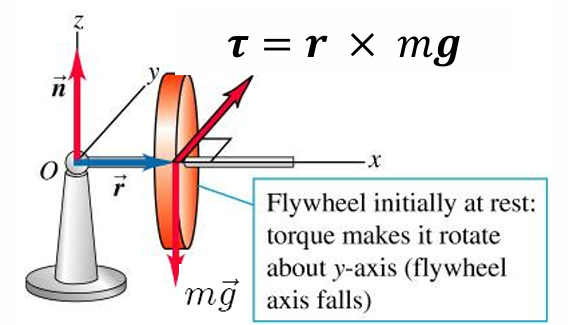 z
τ = r × mg
n⃗
y
O
x
r⃗
Flywheel initially at rest:
torque makes it rotate
about y-axis (flywheel
axis falls)
mg⃗